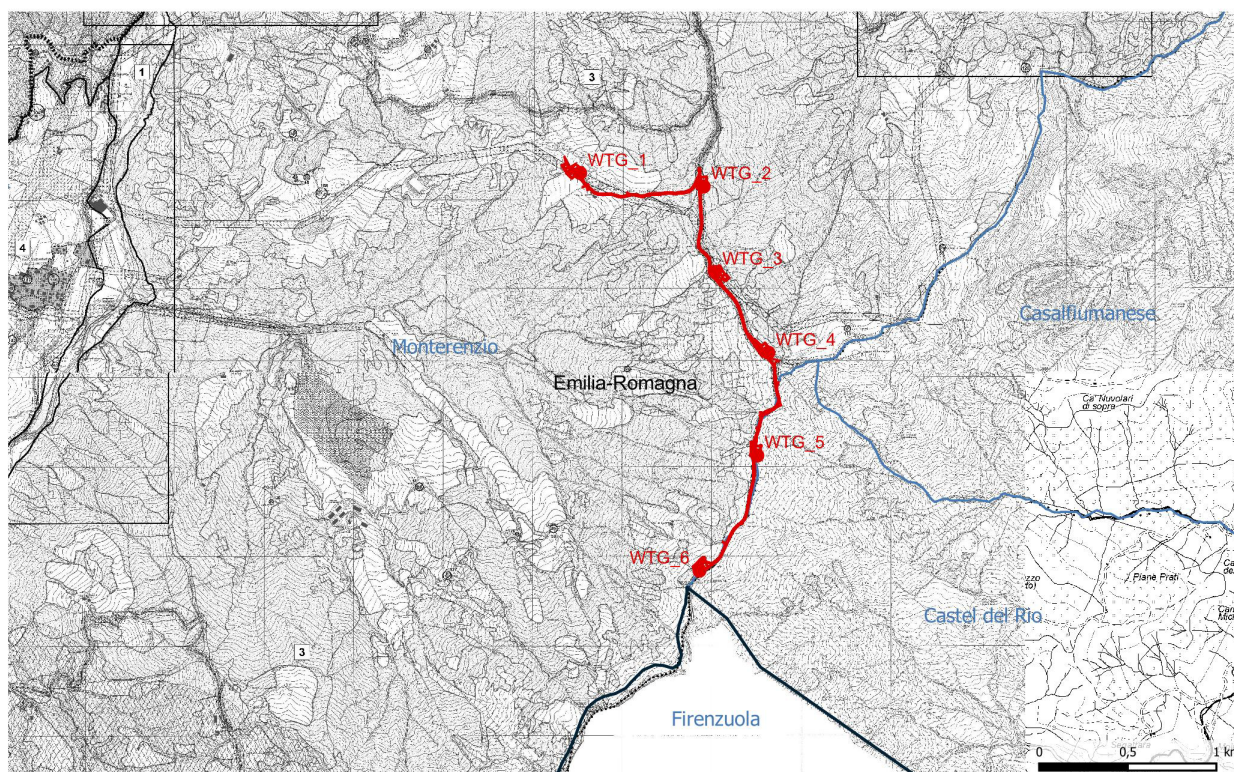 1
3
WTG_1
WTG_2
4
WTG_3
Casalfiumanese
WTG_4
Monterenzio
Emilia-Romagna
Ca' Nuvolari
di sopra
WTG_5
WTG_6
Piane Prati
Castel del Rio
3
Firenzuola
0
0,5
1 km